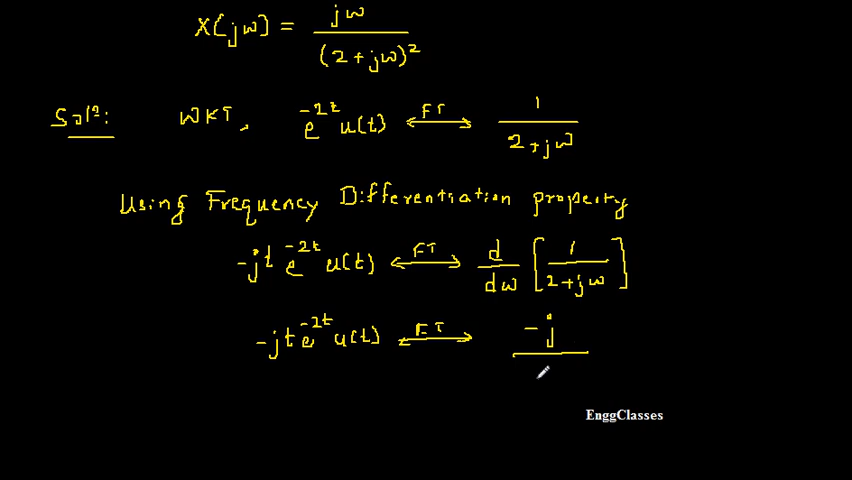 X(jω) = jω / (2+jω)²
Solⁿ: WKT, e^-2t u(t) ⟷FT 1 / (2+jω)
Using Frequency Differentiation property
-jt e^-2t u(t) ⟷FT d/dω [1 / (2+jω)]
-jt e^-2t u(t) ⟷FT -j /
EnggClasses